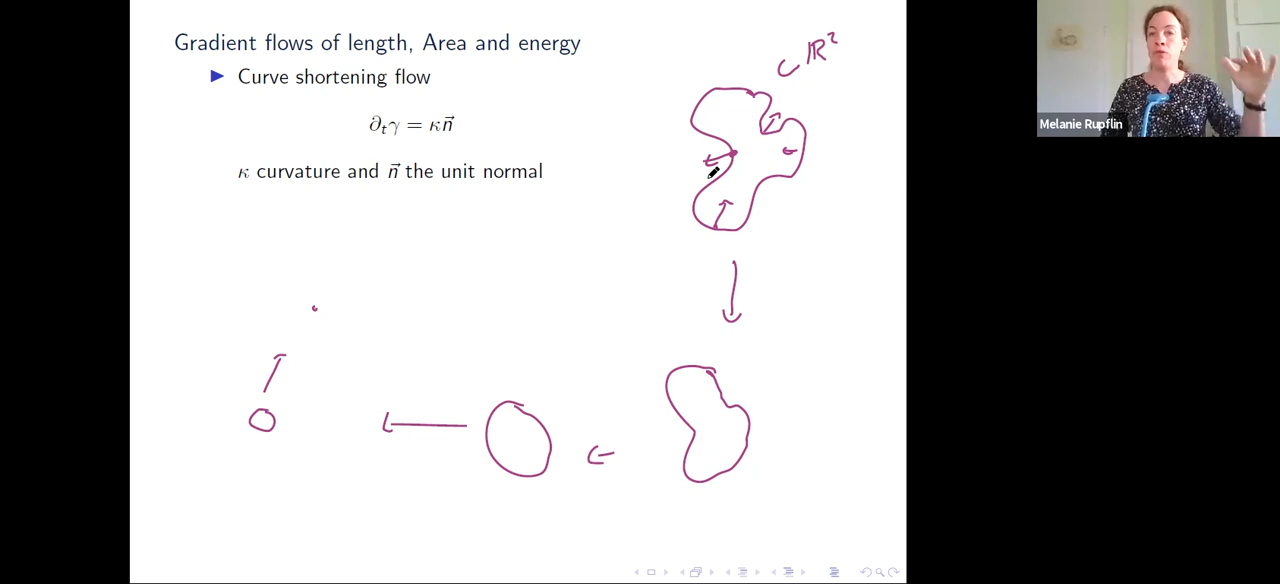 Gradient flows of length, Area and energy
▶ Curve shortening flow
∂ₜγ = κn⃗
κ curvature and n⃗ the unit normal
⊂ ℝ²
Melanie Rupflin